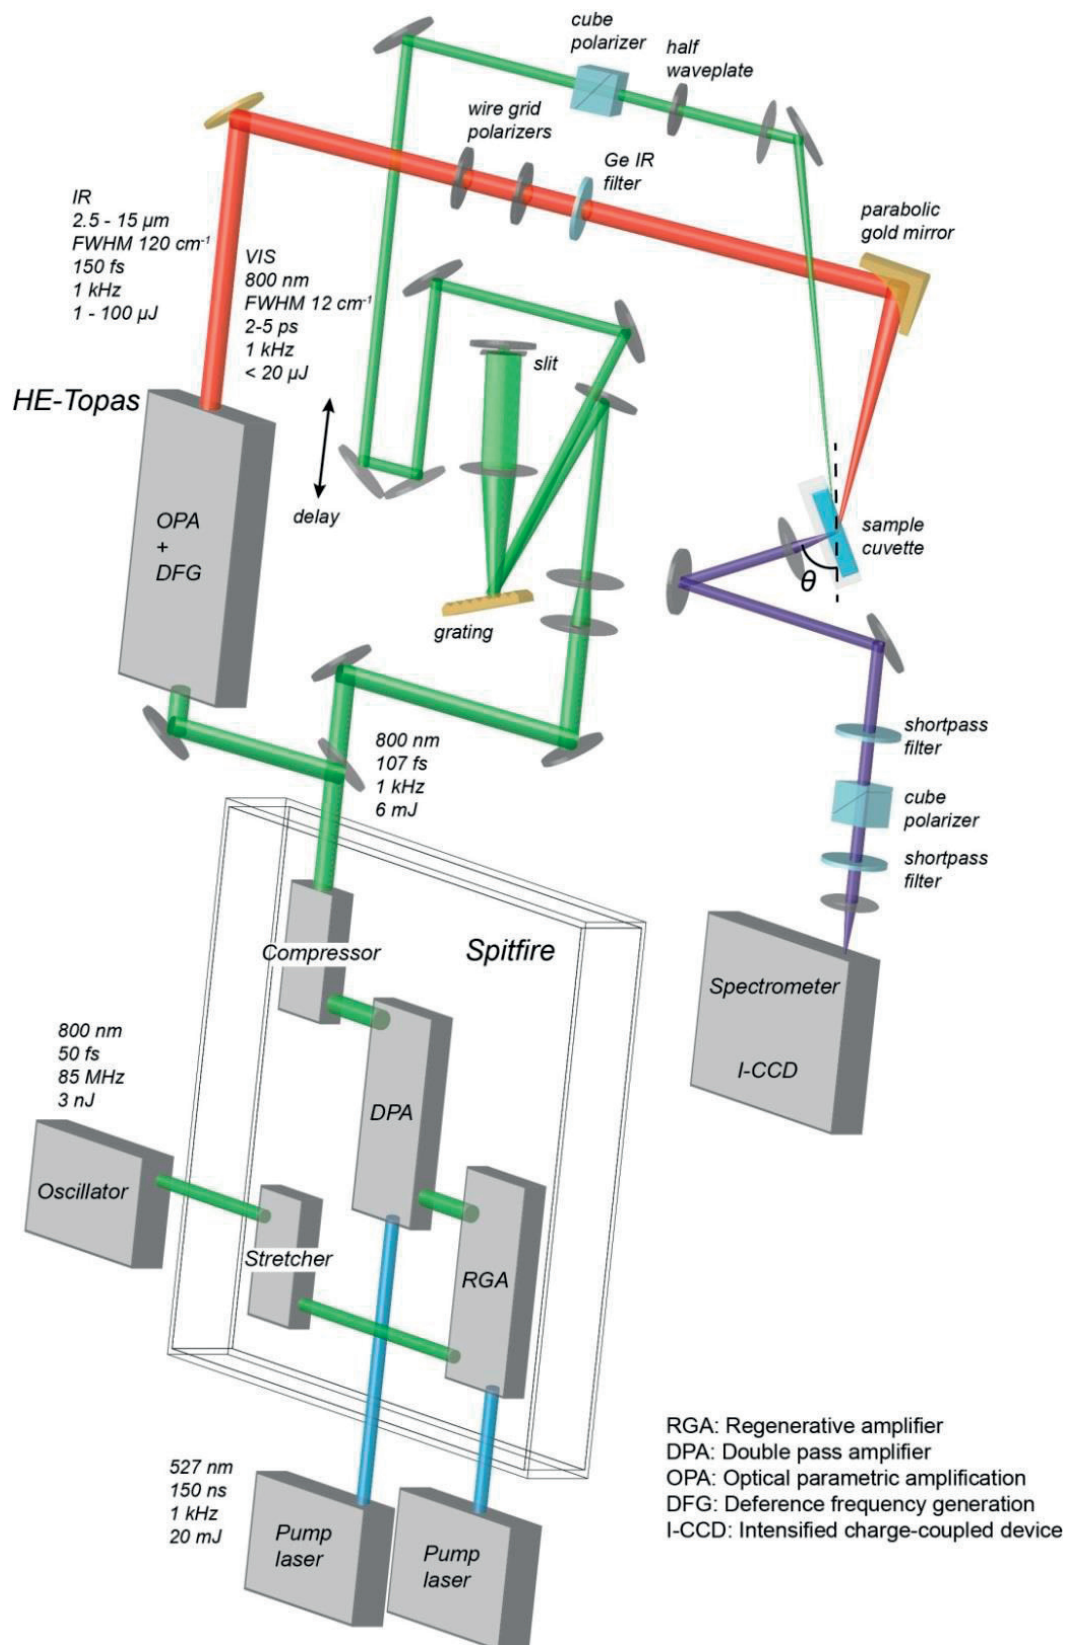 cube
polarizer
half
waveplate
wire grid
polarizers
Ge IR
filter
parabolic
gold mirror
IR
2.5 - 15 µm
FWHM 120 cm⁻¹
150 fs
1 kHz
1 - 100 µJ
VIS
800 nm
FWHM 12 cm⁻¹
2-5 ps
1 kHz
< 20 µJ
slit
HE-Topas
delay
OPA
+
DFG
sample
cuvette
θ
grating
shortpass
filter
800 nm
107 fs
1 kHz
6 mJ
cube
polarizer
shortpass
filter
Compressor
Spitfire
Spectrometer
I-CCD
800 nm
50 fs
85 MHz
3 nJ
DPA
Oscillator
Stretcher
RGA
527 nm
150 ns
1 kHz
20 mJ
Pump
laser
Pump
laser
RGA: Regenerative amplifier
DPA: Double pass amplifier
OPA: Optical parametric amplification
DFG: Deference frequency generation
I-CCD: Intensified charge-coupled device